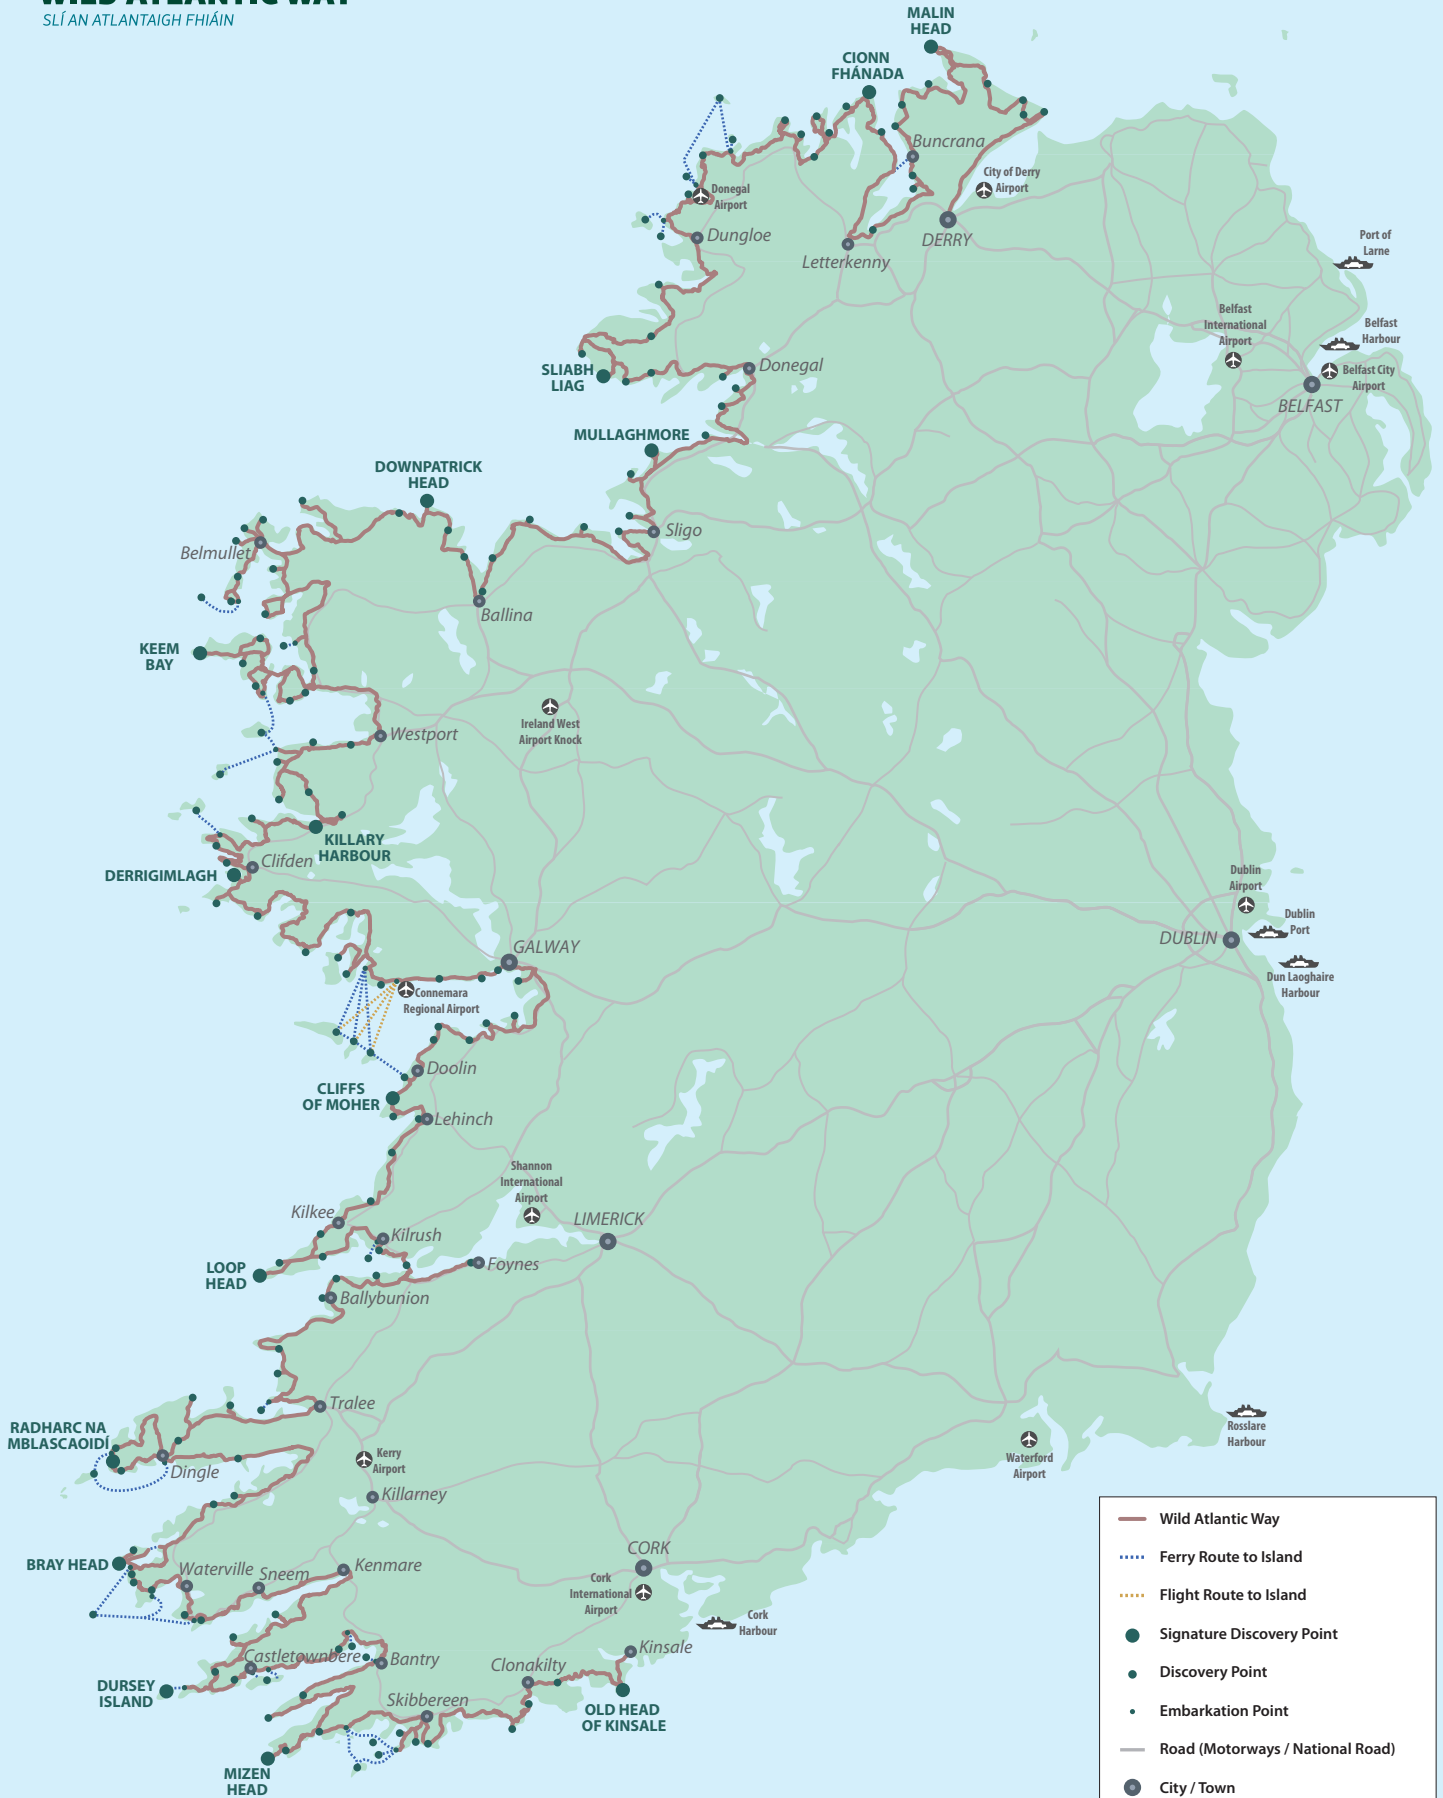 WILD ATLANTIC WAY
SLÍ AN ATLANTAIGH FHIÁIN
MALIN
HEAD
CIONN
FHÁNADA
Buncrana
City of Derry
Airport
Donegal
Airport
Dungloe
DERRY
Letterkenny
Port of
Larne
Belfast
International
Airport
Belfast
Harbour
Belfast City
Airport
BELFAST
SLIABH
LIAG
Donegal
MULLAGHMORE
DOWNPATRICK
HEAD
Sligo
Belmullet
Ballina
KEEM
BAY
Ireland West
Airport Knock
Westport
KILLARY
HARBOUR
Clifden
DERRIGIMLAGH
Dublin
Airport
Dublin
Port
DUBLIN
Dun Laoghaire
Harbour
GALWAY
Connemara
Regional Airport
Doolin
CLIFFS
OF MOHER
Lehinch
Shannon
International
Airport
Kilkee
LIMERICK
Kilrush
Foynes
LOOP
HEAD
Ballybunion
Tralee
RADHARC NA
MBLASCAOIDÍ
Dingle
Kerry
Airport
Killarney
Rosslare
Harbour
Waterford
Airport
BRAY HEAD
Waterville
Sneem
Kenmare
CORK
Cork
International
Airport
Cork
Harbour
Kinsale
Castletownbere
Bantry
Clonakilty
DURSEY
ISLAND
Skibbereen
OLD HEAD
OF KINSALE
MIZEN
HEAD
Wild Atlantic Way
Ferry Route to Island
Flight Route to Island
Signature Discovery Point
Discovery Point
Embarkation Point
Road (Motorways / National Road)
City / Town